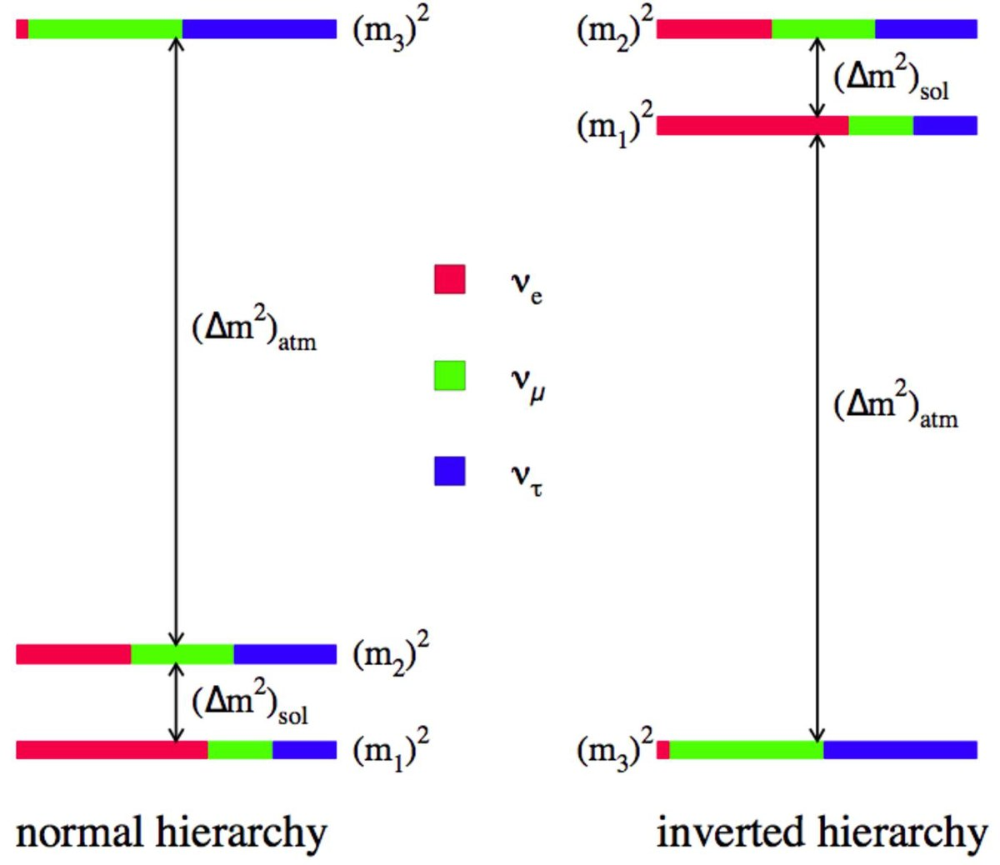 (m₃)²
(Δm²)atm
(m₂)²
(Δm²)sol
(m₁)²
normal hierarchy
νe
νμ
ντ
(m₂)²
(Δm²)sol
(m₁)²
(Δm²)atm
(m₃)²
inverted hierarchy